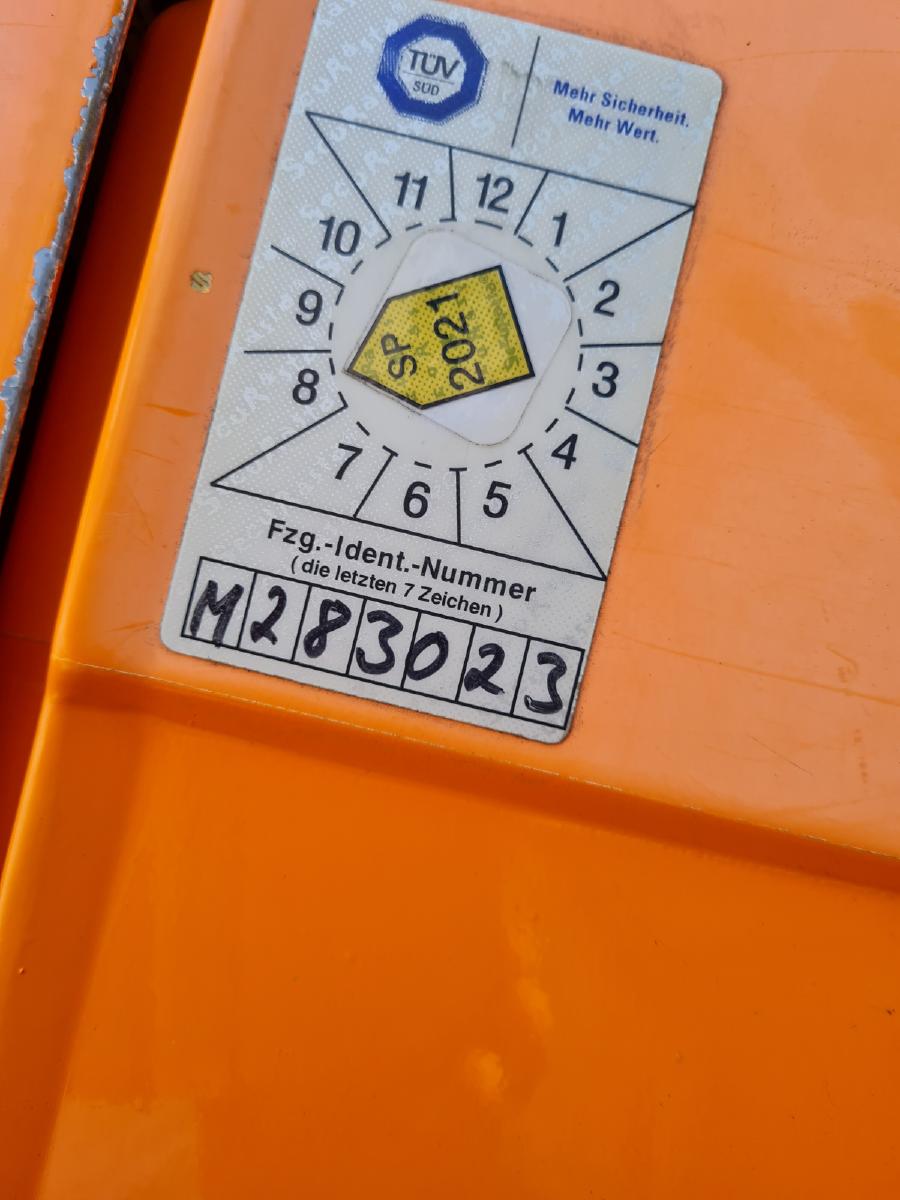 TÜV
SÜD
Mehr Sicherheit.
Mehr Wert.
11 12 1
10 2
9 3
8 4
7 6 5
SP
2021
Fzg.-Ident.-Nummer
(die letzten 7 Zeichen)
M283023